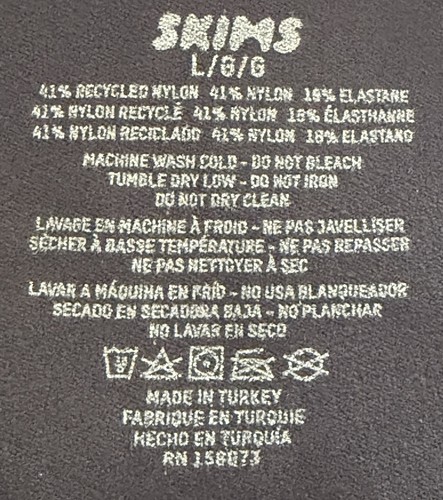 SKIMS
L/G/G
41% RECYCLED NYLON 41% NYLON 18% ELASTANE
41% NYLON RECYCLÉ 41% NYLON 18% ÉLASTHANNE
41% NYLON RECICLADO 41% NYLON 18% ELASTANO
MACHINE WASH COLD - DO NOT BLEACH
TUMBLE DRY LOW - DO NOT IRON
DO NOT DRY CLEAN
LAVAGE EN MACHINE À FROID - NE PAS JAVELLISER
SÉCHER À BASSE TEMPÉRATURE - NE PAS REPASSER
NE PAS NETTOYER À SEC
LAVAR A MÁQUINA EN FRÍO - NO USA BLANQUEADOR
SECADO EN SECADORA BAJA - NO PLANCHAR
NO LAVAR EN SECO
MADE IN TURKEY
FABRIQUE EN TURQUIE
HECHO EN TURQUÍA
RN 158073